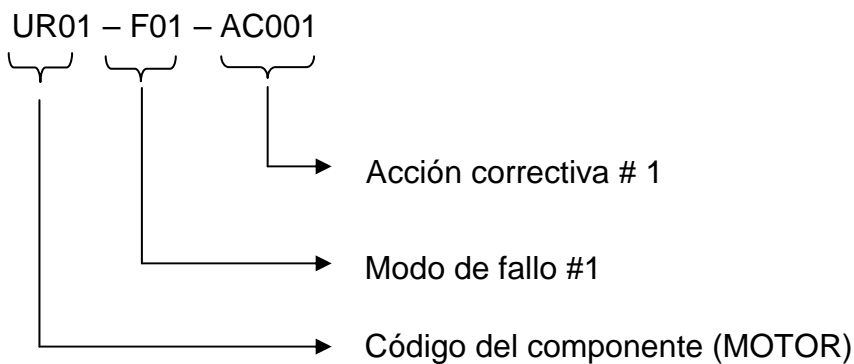 UR01 – F01 – AC001
Acción correctiva # 1
Modo de fallo #1
Código del componente (MOTOR)